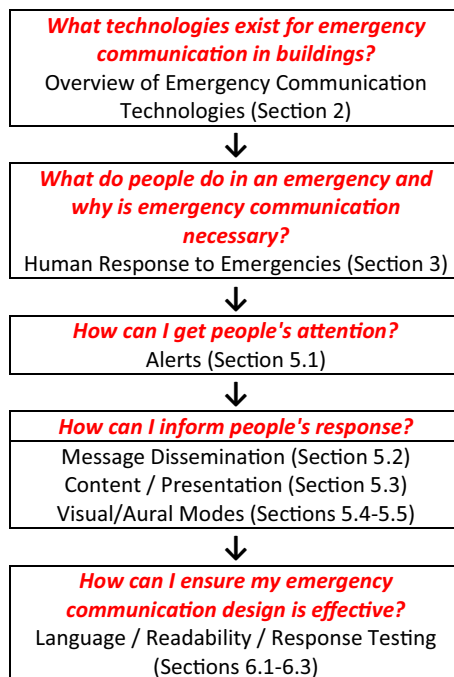 What technologies exist for emergency
communication in buildings?
Overview of Emergency Communication
Technologies (Section 2)
What do people do in an emergency and
why is emergency communication
necessary?
Human Response to Emergencies (Section 3)
How can I get people's attention?
Alerts (Section 5.1)
How can I inform people's response?
Message Dissemination (Section 5.2)
Content / Presentation (Section 5.3)
Visual/Aural Modes (Sections 5.4-5.5)
How can I ensure my emergency
communication design is effective?
Language / Readability / Response Testing
(Sections 6.1-6.3)